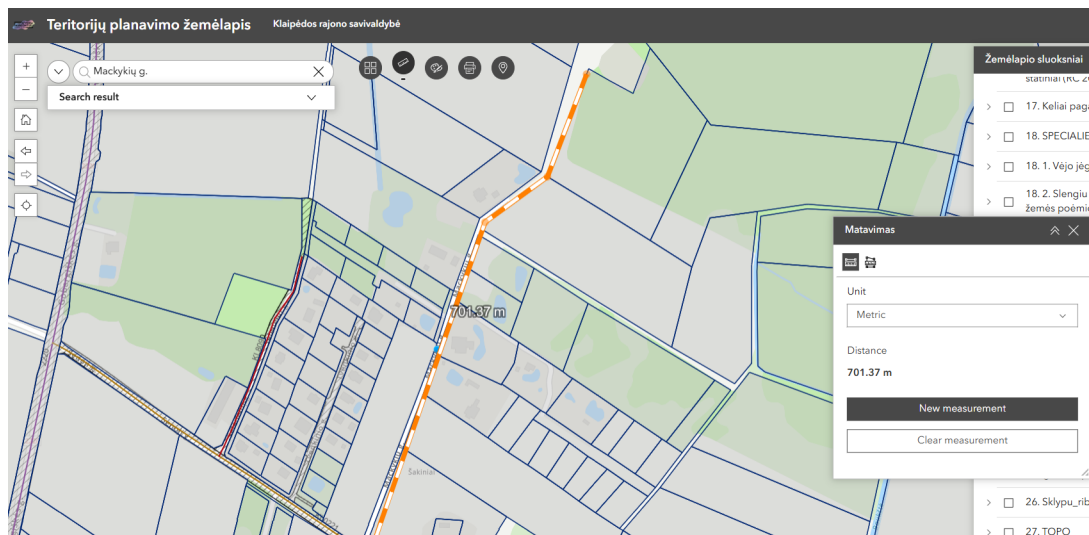 Teritorijų planavimo žemėlapis Klaipėdos rajono savivaldybė
Mackykių g.
Search result
Žemėlapio sluoksniai
17. Keliai paga
18. SPECIALIE
18. 1. Vėjo jėg
18. 2. Slengiu
žemės poėmio
Matavimas
Unit
Metric
Distance
701.37 m
New measurement
Clear measurement
701.37 m
Šakiniai
26. Sklypu_rib
27. TOPO